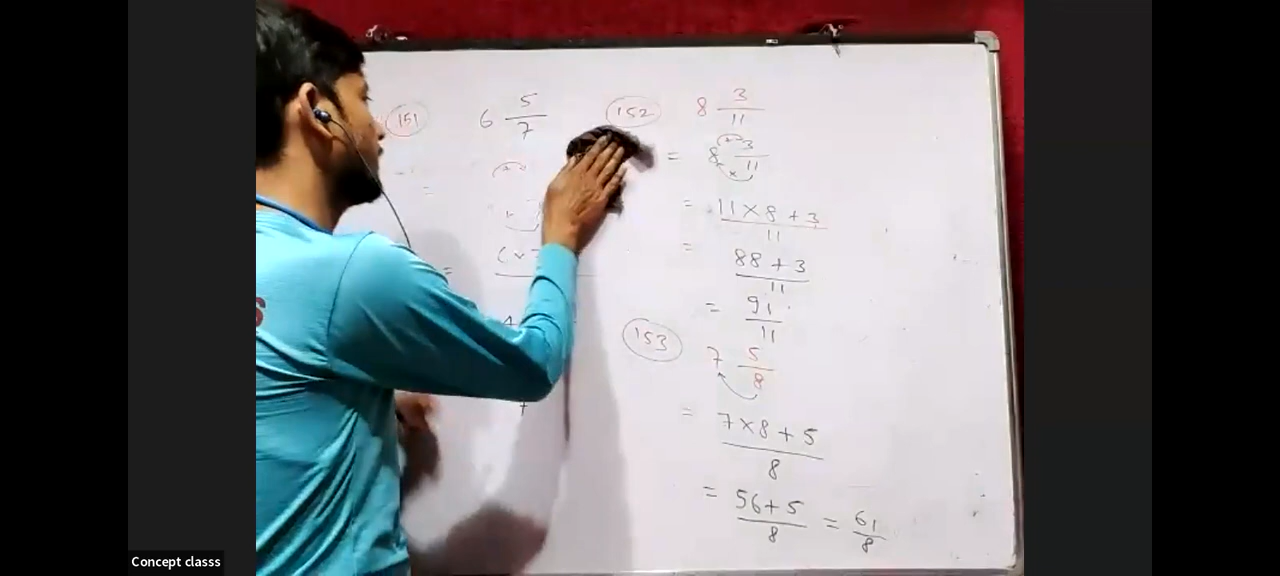 151 6 5/7
=
=
152 8 3/11
= 8 3/11
= 11 × 8 + 3 / 11
= 88 + 3 / 11
= 91/11
153 7 5/8
= 7 × 8 + 5 / 8
= 56 + 5 / 8 = 61/8
Concept classs